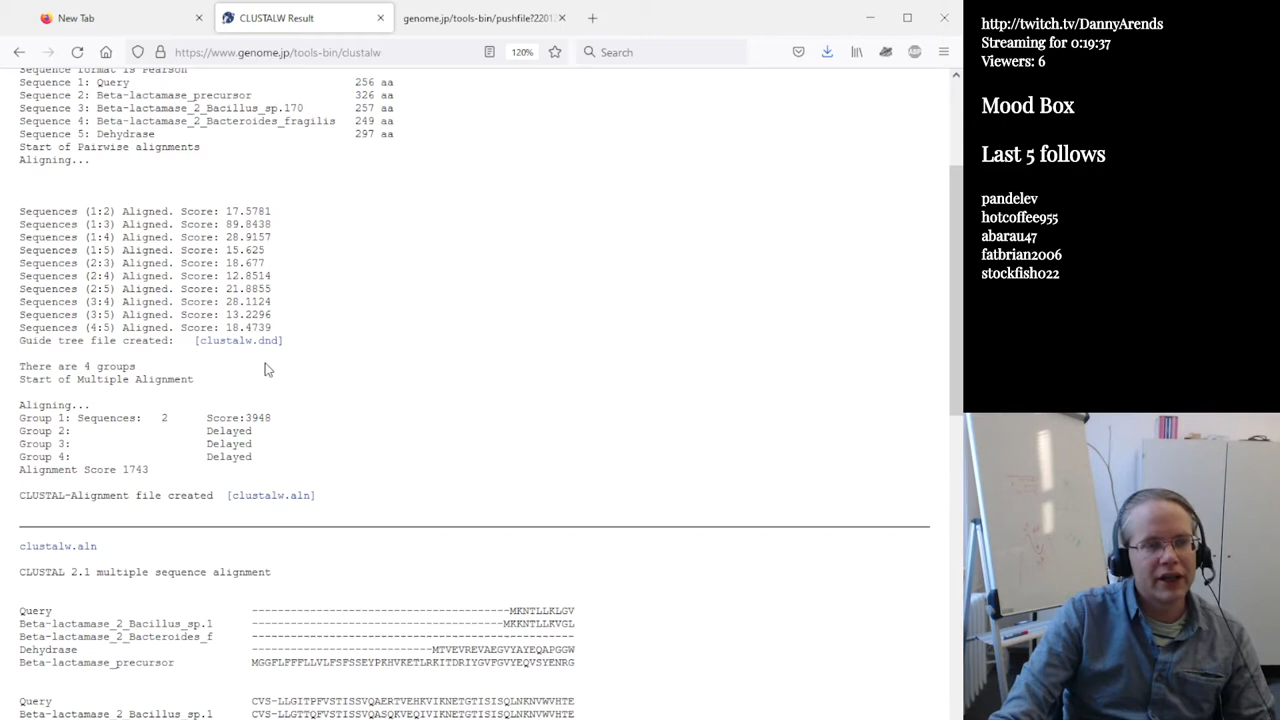 New Tab
CLUSTALW Result
genome.jp/tools-bin/pushfile?2201
https://www.genome.jp/tools-bin/clustalw
120%
Search
ABP
Sequence format is Pearson
Sequence 1: Query 256 aa
Sequence 2: Beta-lactamase_precursor 326 aa
Sequence 3: Beta-lactamase_2_Bacillus_sp.170 257 aa
Sequence 4: Beta-lactamase_2_Bacteroides_fragilis 249 aa
Sequence 5: Dehydrase 297 aa
Start of Pairwise alignments
Aligning...
Sequences (1:2) Aligned. Score: 17.5781
Sequences (1:3) Aligned. Score: 89.8438
Sequences (1:4) Aligned. Score: 28.9157
Sequences (1:5) Aligned. Score: 15.625
Sequences (2:3) Aligned. Score: 18.677
Sequences (2:4) Aligned. Score: 12.8514
Sequences (2:5) Aligned. Score: 21.8855
Sequences (3:4) Aligned. Score: 28.1124
Sequences (3:5) Aligned. Score: 13.2296
Sequences (4:5) Aligned. Score: 18.4739
Guide tree file created: [clustalw.dnd]
There are 4 groups
Start of Multiple Alignment
Aligning...
Group 1: Sequences: 2 Score:3948
Group 2: Delayed
Group 3: Delayed
Group 4: Delayed
Alignment Score 1743
CLUSTAL-Alignment file created [clustalw.aln]
clustalw.aln
CLUSTAL 2.1 multiple sequence alignment
Query ----------------------------------------MKNTLLKLGV
Beta-lactamase_2_Bacillus_sp.1 ---------------------------------------MKKNTLLKVGL
Beta-lactamase_2_Bacteroides_f --------------------------------------------------
Dehydrase ----------------------------MTVEVREVAEGVYAYEQAPGGW
Beta-lactamase_precursor MGGFLFFFLLVLFSFSSEYPKHVKETLRKITDRIYGVFGVYEQVSYENRG
Query CVS-LLGITPFVSTISSVQAERTVEHKVIKNETGTISISQLNKNVWVHTE
Beta-lactamase_2_Bacillus_sp.1 CVS-LLGTTQFVSTISSVQASQKVEQIVIKNETGTISISQLNKNVWVHTE
http://twitch.tv/DannyArends
Streaming for 0:19:37
Viewers: 6
Mood Box
Last 5 follows
pandelev
hotcoffee955
abarau47
fatbrian2006
stockfish022